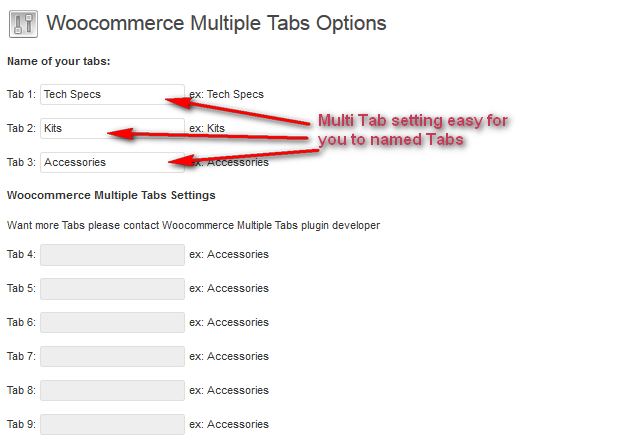 Woocommerce Multiple Tabs Options
Name of your tabs:
Tab 1: Tech Specs ex: Tech Specs
Tab 2: Kits ex: Kits
Tab 3: Accessories ex: Accessories
Multi Tab setting easy for
you to named Tabs
Woocommerce Multiple Tabs Settings
Want more Tabs please contact Woocommerce Multiple Tabs plugin developer
Tab 4: ex: Accessories
Tab 5: ex: Accessories
Tab 6: ex: Accessories
Tab 7: ex: Accessories
Tab 8: ex: Accessories
Tab 9: ex: Accessories